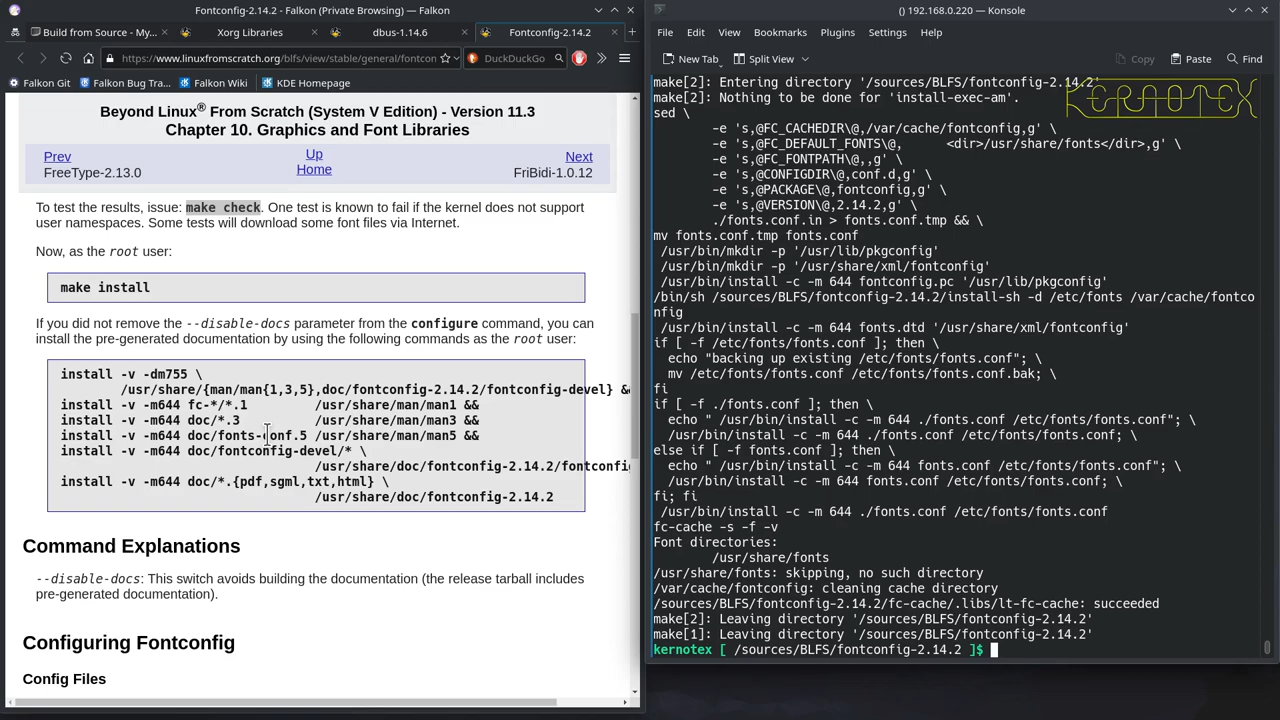 Fontconfig-2.14.2 - Falkon (Private Browsing) — Falkon
Build from Source - My...
Xorg Libraries
dbus-1.14.6
Fontconfig-2.14.2
https://www.linuxfromscratch.org/blfs/view/stable/general/fontcon
DuckDuckGo
Falkon Git
Falkon Bug Tra...
Falkon Wiki
KDE Homepage
Beyond Linux® From Scratch (System V Edition) - Version 11.3
Chapter 10. Graphics and Font Libraries
Prev
Up
Next
FreeType-2.13.0
Home
FriBidi-1.0.12
To test the results, issue: make check. One test is known to fail if the kernel does not support
user namespaces. Some tests will download some font files via Internet.
Now, as the root user:
make install
If you did not remove the --disable-docs parameter from the configure command, you can
install the pre-generated documentation by using the following commands as the root user:
install -v -dm755 \
/usr/share/{man/man{1,3,5},doc/fontconfig-2.14.2/fontconfig-devel} &&
install -v -m644 fc-*/*.1 /usr/share/man/man1 &&
install -v -m644 doc/*.3 /usr/share/man/man3 &&
install -v -m644 doc/fonts-conf.5 /usr/share/man/man5 &&
install -v -m644 doc/fontconfig-devel/* \
/usr/share/doc/fontconfig-2.14.2/fontconfig
install -v -m644 doc/*.{pdf,sgml,txt,html} \
/usr/share/doc/fontconfig-2.14.2
Command Explanations
--disable-docs: This switch avoids building the documentation (the release tarball includes
pre-generated documentation).
Configuring Fontconfig
Config Files
() 192.168.0.220 — Konsole
File Edit View Bookmarks Plugins Settings Help
New Tab Split View Copy Paste Find
KERNOTEX
make[2]: Entering directory '/sources/BLFS/fontconfig-2.14.2'
make[2]: Nothing to be done for 'install-exec-am'.
sed \
-e 's,@FC_CACHEDIR\@,/var/cache/fontconfig,g' \
-e 's,@FC_DEFAULT_FONTS\@, <dir>/usr/share/fonts</dir>,g' \
-e 's,@FC_FONTPATH\@,,g' \
-e 's,@CONFIGDIR\@,conf.d,g' \
-e 's,@PACKAGE\@,fontconfig,g' \
-e 's,@VERSION\@,2.14.2,g' \
./fonts.conf.in > fonts.conf.tmp && \
mv fonts.conf.tmp fonts.conf
/usr/bin/mkdir -p '/usr/lib/pkgconfig'
/usr/bin/mkdir -p '/usr/share/xml/fontconfig'
/usr/bin/install -c -m 644 fontconfig.pc '/usr/lib/pkgconfig'
/bin/sh /sources/BLFS/fontconfig-2.14.2/install-sh -d /etc/fonts /var/cache/fontco
nfig
/usr/bin/install -c -m 644 fonts.dtd '/usr/share/xml/fontconfig'
if [ -f /etc/fonts/fonts.conf ]; then \
echo "backing up existing /etc/fonts/fonts.conf"; \
mv /etc/fonts/fonts.conf /etc/fonts/fonts.conf.bak; \
fi
if [ -f ./fonts.conf ]; then \
echo " /usr/bin/install -c -m 644 ./fonts.conf /etc/fonts/fonts.conf"; \
/usr/bin/install -c -m 644 ./fonts.conf /etc/fonts/fonts.conf; \
else if [ -f fonts.conf ]; then \
echo " /usr/bin/install -c -m 644 fonts.conf /etc/fonts/fonts.conf"; \
/usr/bin/install -c -m 644 fonts.conf /etc/fonts/fonts.conf; \
fi; fi
/usr/bin/install -c -m 644 ./fonts.conf /etc/fonts/fonts.conf
fc-cache -s -f -v
Font directories:
/usr/share/fonts
/usr/share/fonts: skipping, no such directory
/var/cache/fontconfig: cleaning cache directory
/sources/BLFS/fontconfig-2.14.2/fc-cache/.libs/lt-fc-cache: succeeded
make[2]: Leaving directory '/sources/BLFS/fontconfig-2.14.2'
make[1]: Leaving directory '/sources/BLFS/fontconfig-2.14.2'
kernotex [ /sources/BLFS/fontconfig-2.14.2 ]$